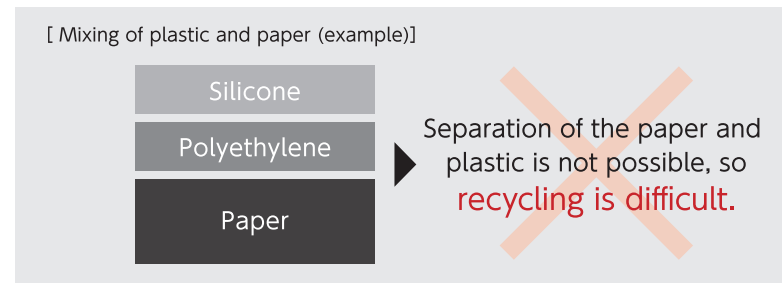 [ Mixing of plastic and paper (example)]
Silicone
Polyethylene
Paper
Separation of the paper and
plastic is not possible, so
recycling is difficult.